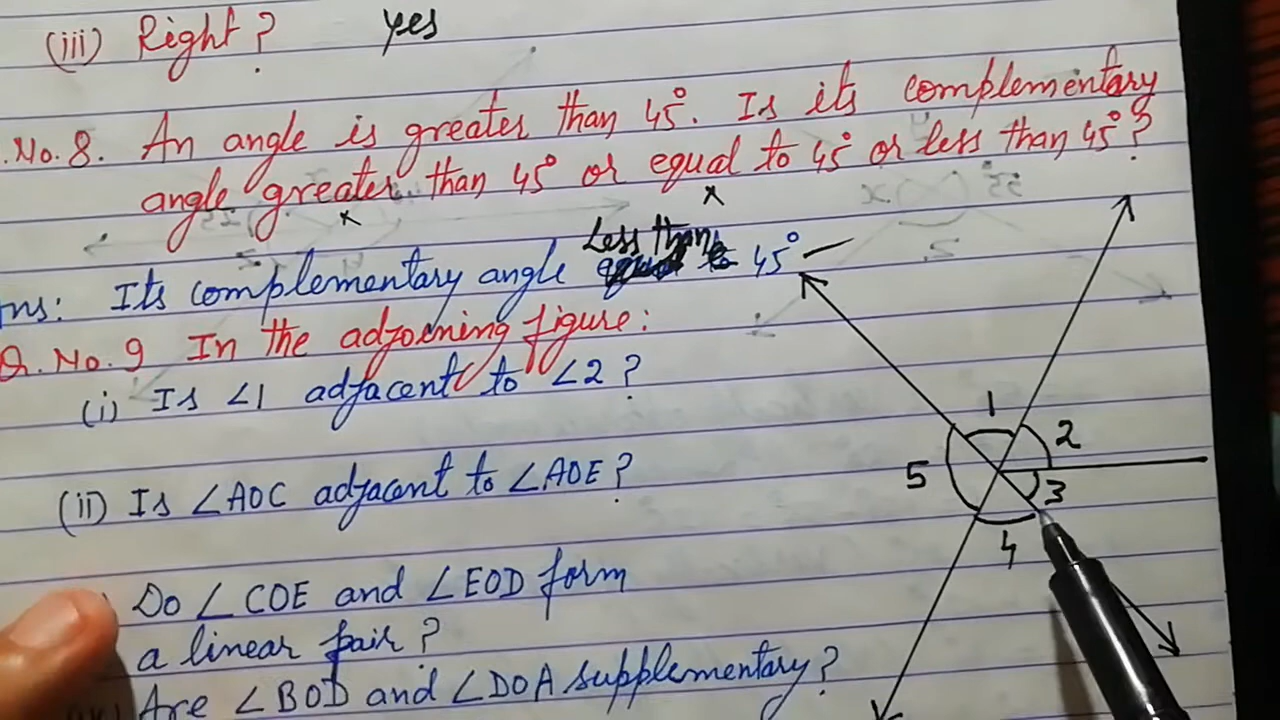 (iii) Right? yes
.No.8. An angle is greater than 45°. Is its complementary
angle greater than 45° or equal to 45° or less than 45°?
x x
Less than
ns: Its complementary angle 45°
Q.No.9 In the adjoining figure:
(i) Is ∠1 adjacent to ∠2?
(ii) Is ∠AOC adjacent to ∠AOE?
Do ∠COE and ∠EOD form
a linear pair?
Are ∠BOD and ∠DOA supplementary?
1
2
5
3
4